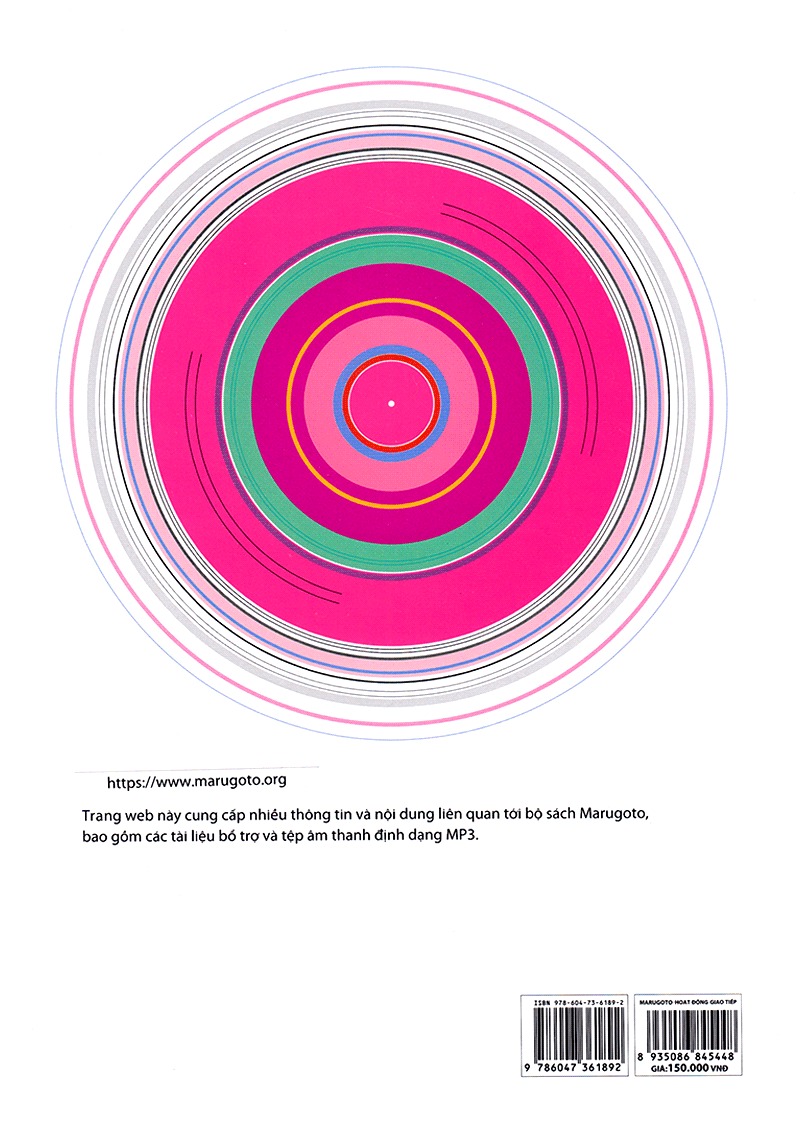 https://www.marugoto.org
Trang web này cung cấp nhiều thông tin và nội dung liên quan tới bộ sách Marugoto,
bao gồm các tài liệu bổ trợ và tệp âm thanh định dạng MP3.
ISBN 978-604-73-6189-2
9 786047 361892
MARUGOTO HOẠT ĐỘNG GIAO TIẾP
8 935086 845448
GIÁ:150.000 VNĐ